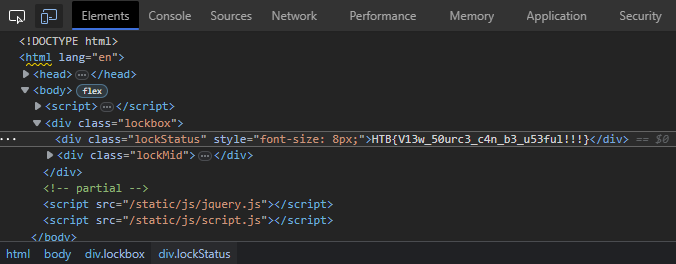 Elements Console Sources Network Performance Memory Application Security
<!DOCTYPE html>
<html lang="en">
<head>…</head>
<body> flex
<script>…</script>
<div class="lockbox">
… <div class="lockStatus" style="font-size: 8px;">HTB{V13w_50urc3_c4n_b3_u53ful!!!}</div> == $0
<div class="lockMid">…</div>
</div>
<!-- partial -->
<script src="/static/js/jquery.js"></script>
<script src="/static/js/script.js"></script>
</body>
html body div.lockbox div.lockStatus